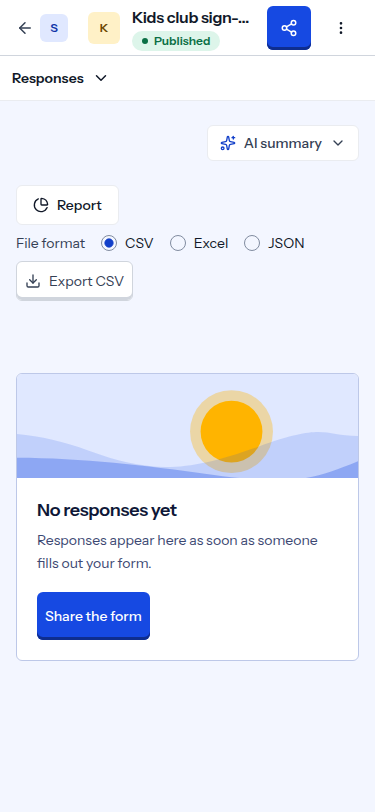 S
K
Kids club sign-...
Published
Responses
AI summary
Report
File format
CSV
Excel
JSON
Export CSV
No responses yet
Responses appear here as soon as someone
fills out your form.
Share the form